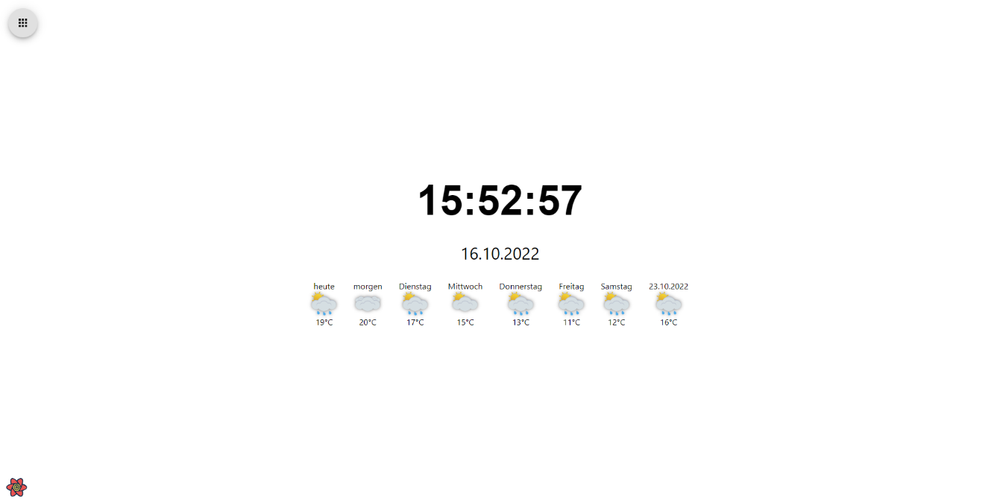 15:52:57
16.10.2022
heute morgen Dienstag Mittwoch Donnerstag Freitag Samstag 23.10.2022
19°C 20°C 17°C 15°C 13°C 11°C 12°C 16°C